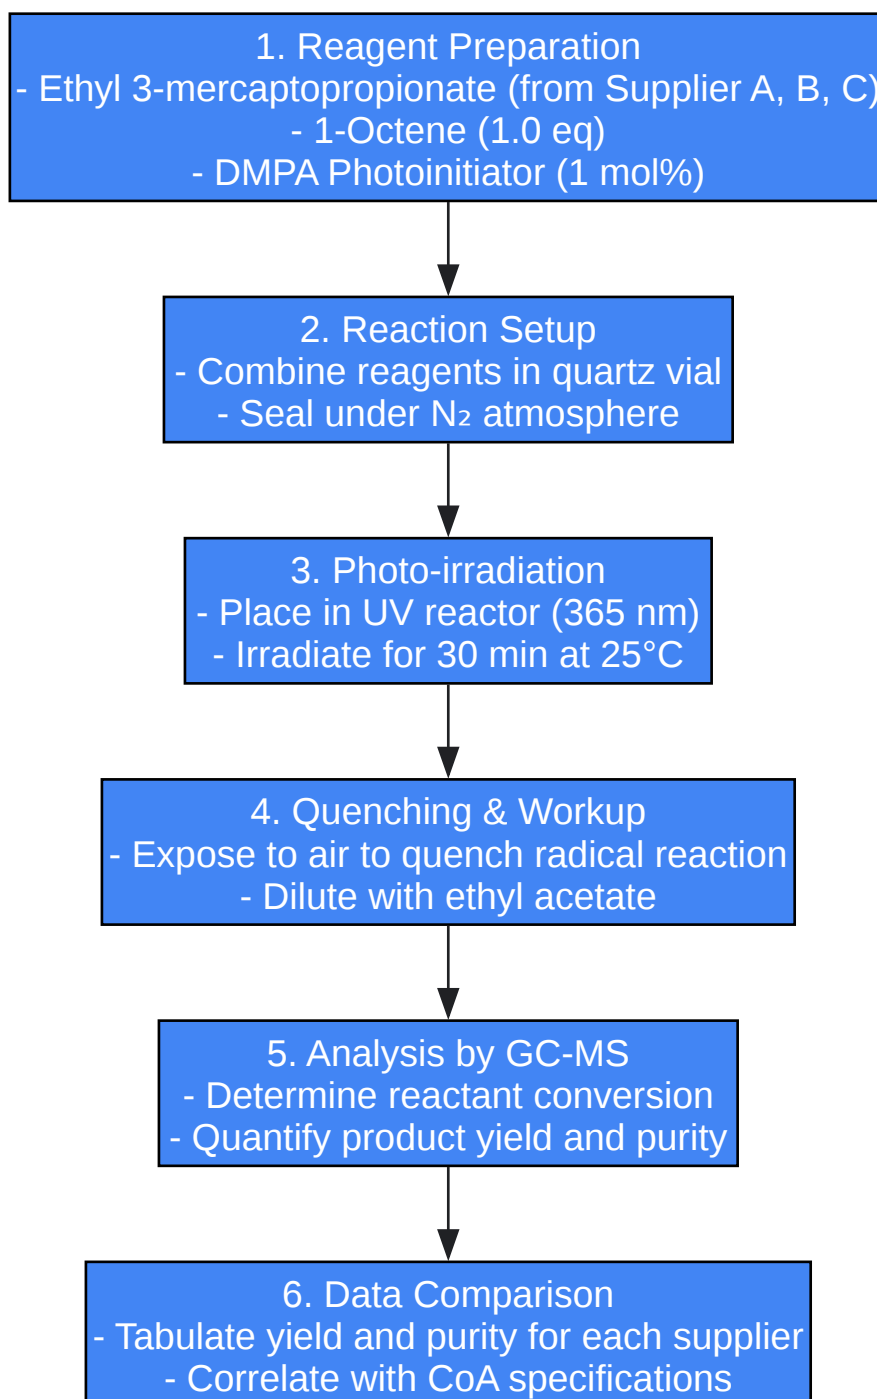 1. Reagent Preparation
- Ethyl 3-mercaptopropionate (from Supplier A, B, C)
- 1-Octene (1.0 eq)
- DMPA Photoinitiator (1 mol%)
2. Reaction Setup
- Combine reagents in quartz vial
- Seal under N₂ atmosphere
3. Photo-irradiation
- Place in UV reactor (365 nm)
- Irradiate for 30 min at 25°C
4. Quenching & Workup
- Expose to air to quench radical reaction
- Dilute with ethyl acetate
5. Analysis by GC-MS
- Determine reactant conversion
- Quantify product yield and purity
6. Data Comparison
- Tabulate yield and purity for each supplier
- Correlate with CoA specifications